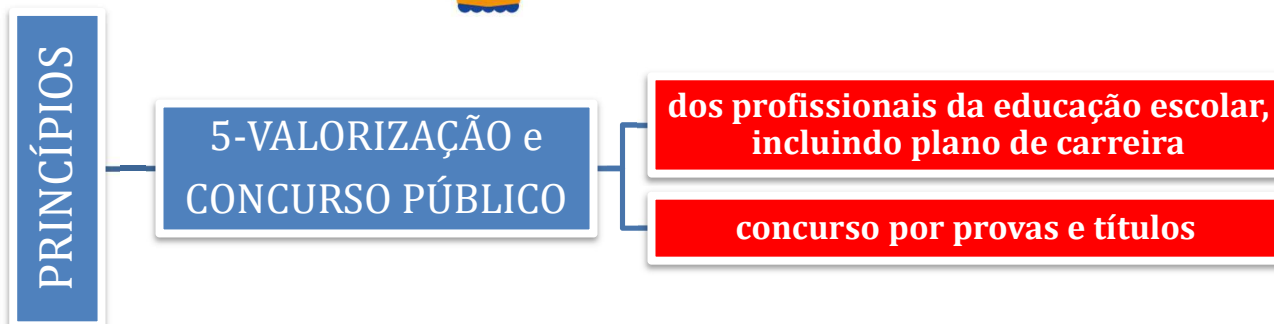 PRINCÍPIOS
5-VALORIZAÇÃO e
CONCURSO PÚBLICO
dos profissionais da educação escolar,
incluindo plano de carreira
concurso por provas e títulos